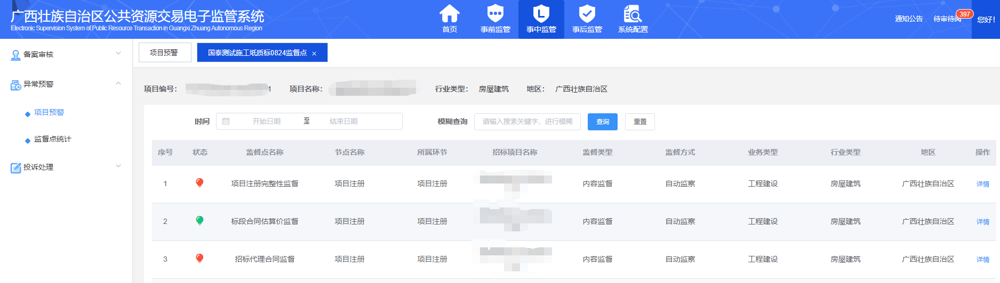 广西壮族自治区公共资源交易电子监管系统
Electronic Supervision System of Public Resource Transaction in Guangxi Zhuang Autonomous Region
首页 事前监管 事中监管 事后监管 系统配置
通知公告 待审待阅 397 您好！
备案审核
异常预警
项目预警
监督点统计
投诉处理
项目预警 国泰测试施工纸质标0824监督点 ×
项目编号： 1 项目名称： 行业类型： 房屋建筑 地区： 广西壮族自治区
时间 开始日期 至 结束日期 模糊查询 请输入搜索关键字，进行模糊 查询 重置
序号 状态 监督点名称 节点名称 所属环节 招标项目名称 监督类型 监督方式 业务类型 行业类型 地区 操作
1 项目注册完整性监督 项目注册 项目注册 内容监督 自动监察 工程建设 房屋建筑 广西壮族自治区 详情
2 标段合同估算价监督 项目注册 项目注册 内容监督 自动监察 工程建设 房屋建筑 广西壮族自治区 详情
3 招标代理合同监督 项目注册 项目注册 内容监督 自动监察 工程建设 房屋建筑 广西壮族自治区 详情